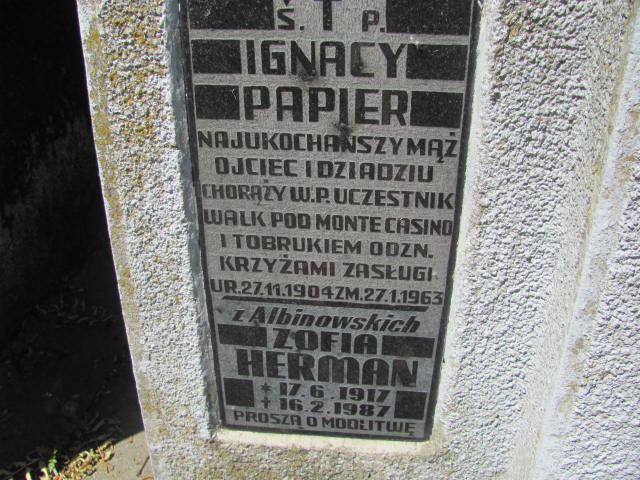 Ś. † P.
IGNACY
PAPIER
NAJUKOCHAŃSZY MĄŻ
OJCIEC I DZIADZIU
CHORĄŻY W.P. UCZESTNIK
WALK POD MONTE CASINO
I TOBRUKIEM ODZN.
KRZYŻAMI ZASŁUGI
UR. 27.11.1904 ZM. 27.1.1963
z Albinowskich
ZOFIA
HERMAN
* 17.6.1917
† 16.2.1987
PROSZĄ O MODLITWĘ